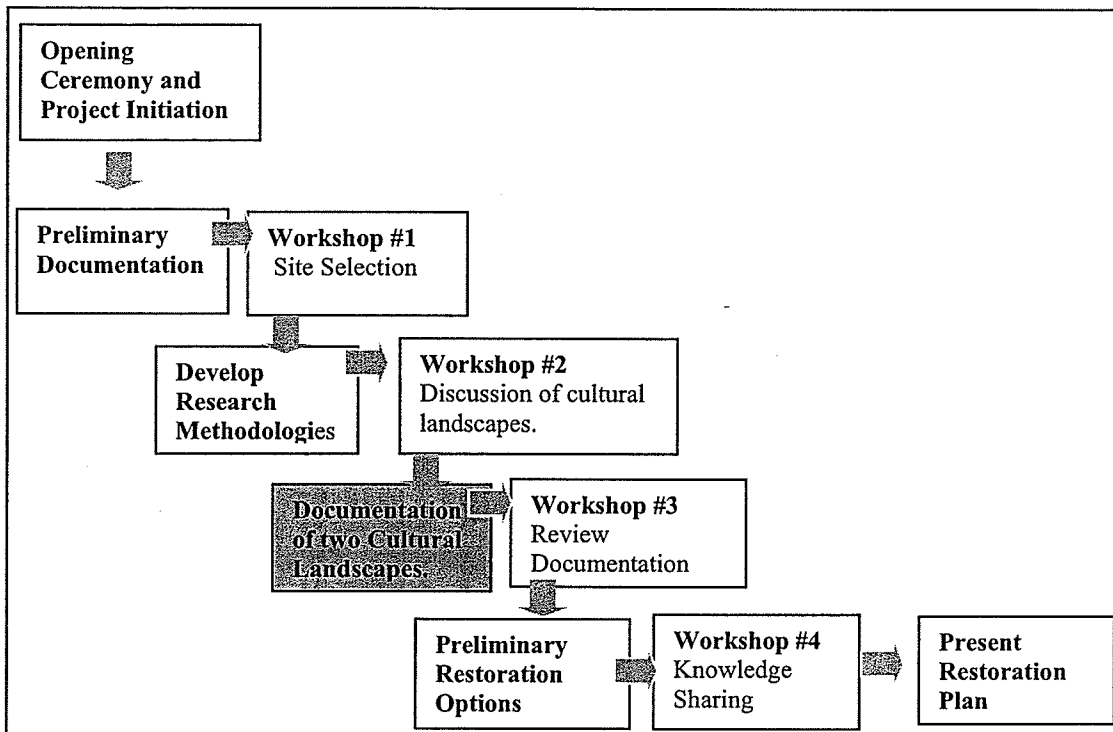 Opening
Ceremony and
Project Initiation
Preliminary
Documentation
Workshop #1
Site Selection
Develop
Research
Methodologies
Workshop #2
Discussion of cultural
landscapes.
Documentation
of two Cultural
Landscapes.
Workshop #3
Review
Documentation
Preliminary
Restoration
Options
Workshop #4
Knowledge
Sharing
Present
Restoration
Plan